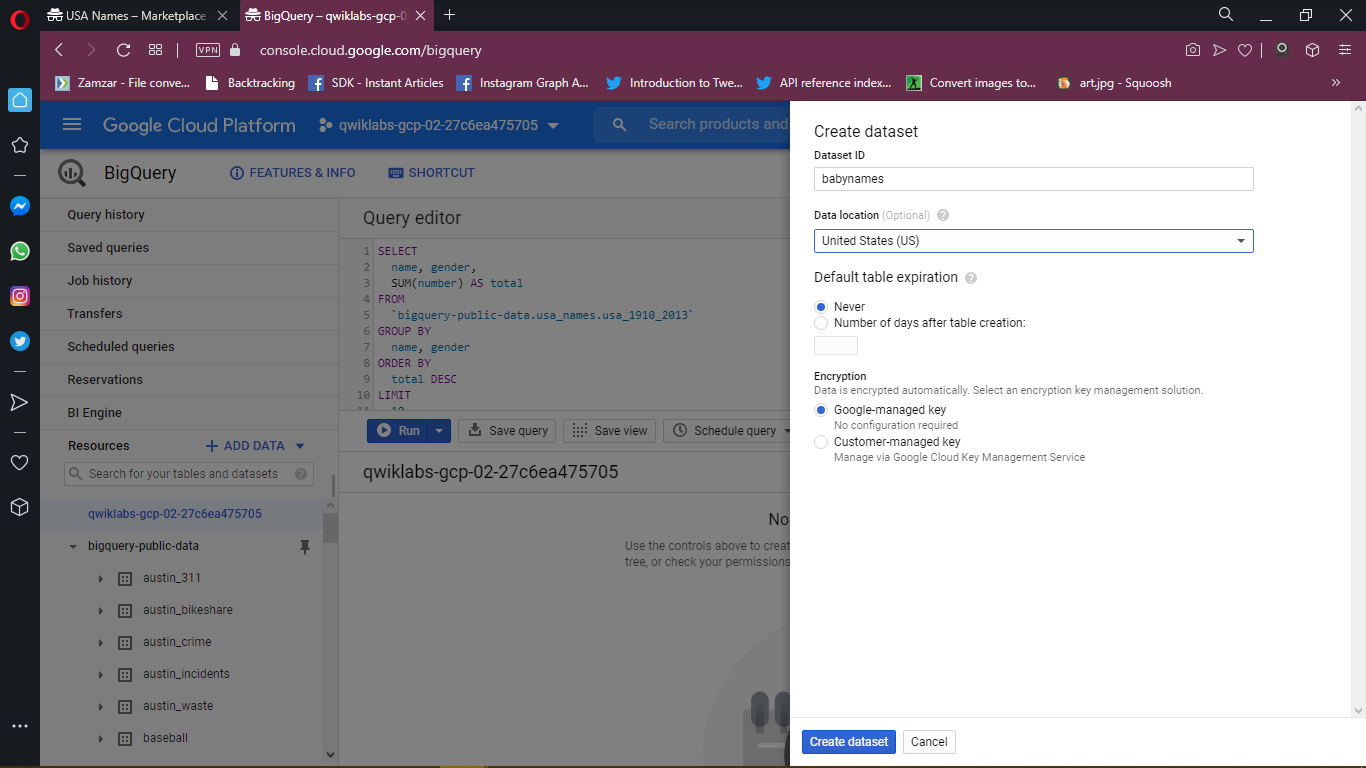 USA Names – Marketplace
BigQuery – qwiklabs-gcp-0
VPN
console.cloud.google.com/bigquery
Zamzar - File conve...
Backtracking
SDK - Instant Articles
Instagram Graph A...
Introduction to Twe...
API reference index...
Convert images to...
art.jpg - Squoosh
Google Cloud Platform
qwiklabs-gcp-02-27c6ea475705
Search products and
BigQuery
FEATURES & INFO
SHORTCUT
Query history
Saved queries
Job history
Transfers
Scheduled queries
Reservations
BI Engine
Resources
ADD DATA
Search for your tables and datasets
qwiklabs-gcp-02-27c6ea475705
bigquery-public-data
austin_311
austin_bikeshare
austin_crime
austin_incidents
austin_waste
baseball
Query editor
1 SELECT
2 name, gender,
3 SUM(number) AS total
4 FROM
5 `bigquery-public-data.usa_names.usa_1910_2013`
6 GROUP BY
7 name, gender
8 ORDER BY
9 total DESC
10 LIMIT
11 10
Run
Save query
Save view
Schedule query
qwiklabs-gcp-02-27c6ea475705
No
Use the controls above to creat
tree, or check your permissions
Create dataset
Dataset ID
babynames
Data location (Optional)
United States (US)
Default table expiration
Never
Number of days after table creation:
Encryption
Data is encrypted automatically. Select an encryption key management solution.
Google-managed key
No configuration required
Customer-managed key
Manage via Google Cloud Key Management Service
Create dataset
Cancel